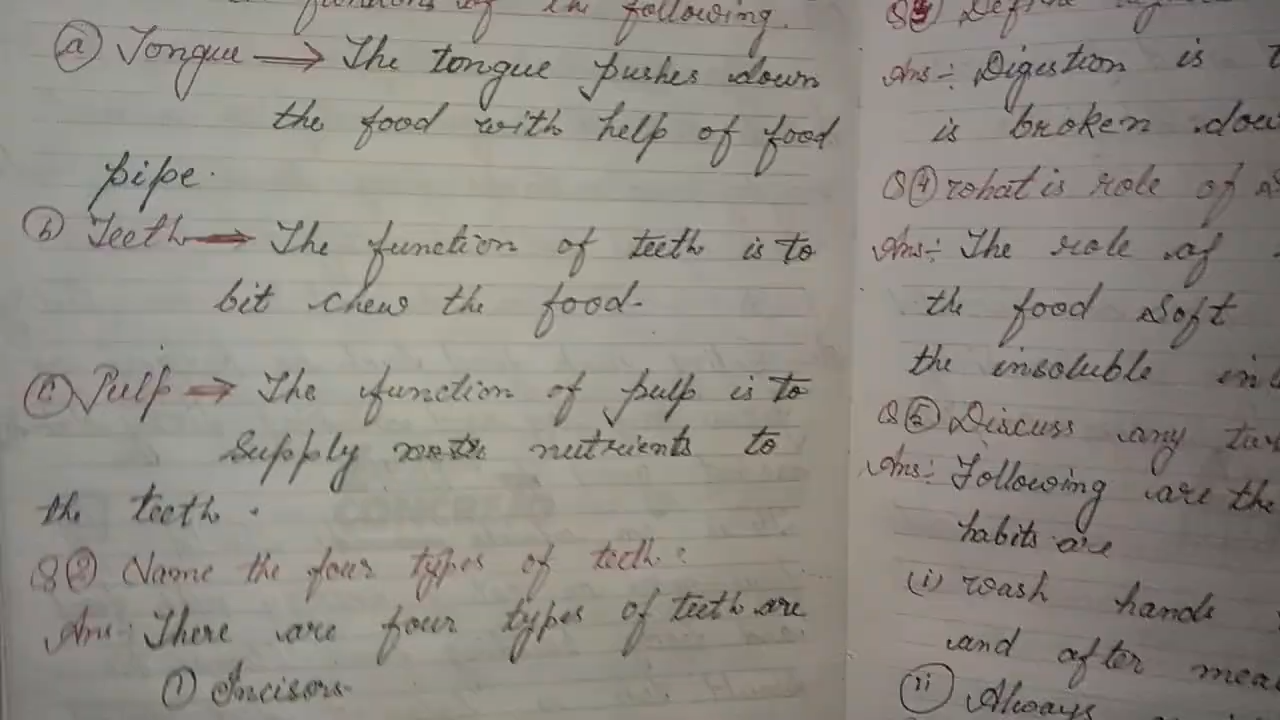 functions of the following.
ⓐ Tongue → The tongue pushes down
the food with help of food
pipe.
ⓑ Teeth → The function of teeth is to
bit chew the food.
ⓒ Pulp → The function of pulp is to
supply nutrients to
the teeth.
Q② Name the four types of teeth:
Ans: There are four types of teeth are
① Incisors.
Define
Ans:- Digestion is
is broken
Q④ what is role of
Ans:- The role of
the food soft
the insoluble
Q⑤ Discuss any
Ans:- Following are the
habits are
(i) wash hands
and after
(ii) Always